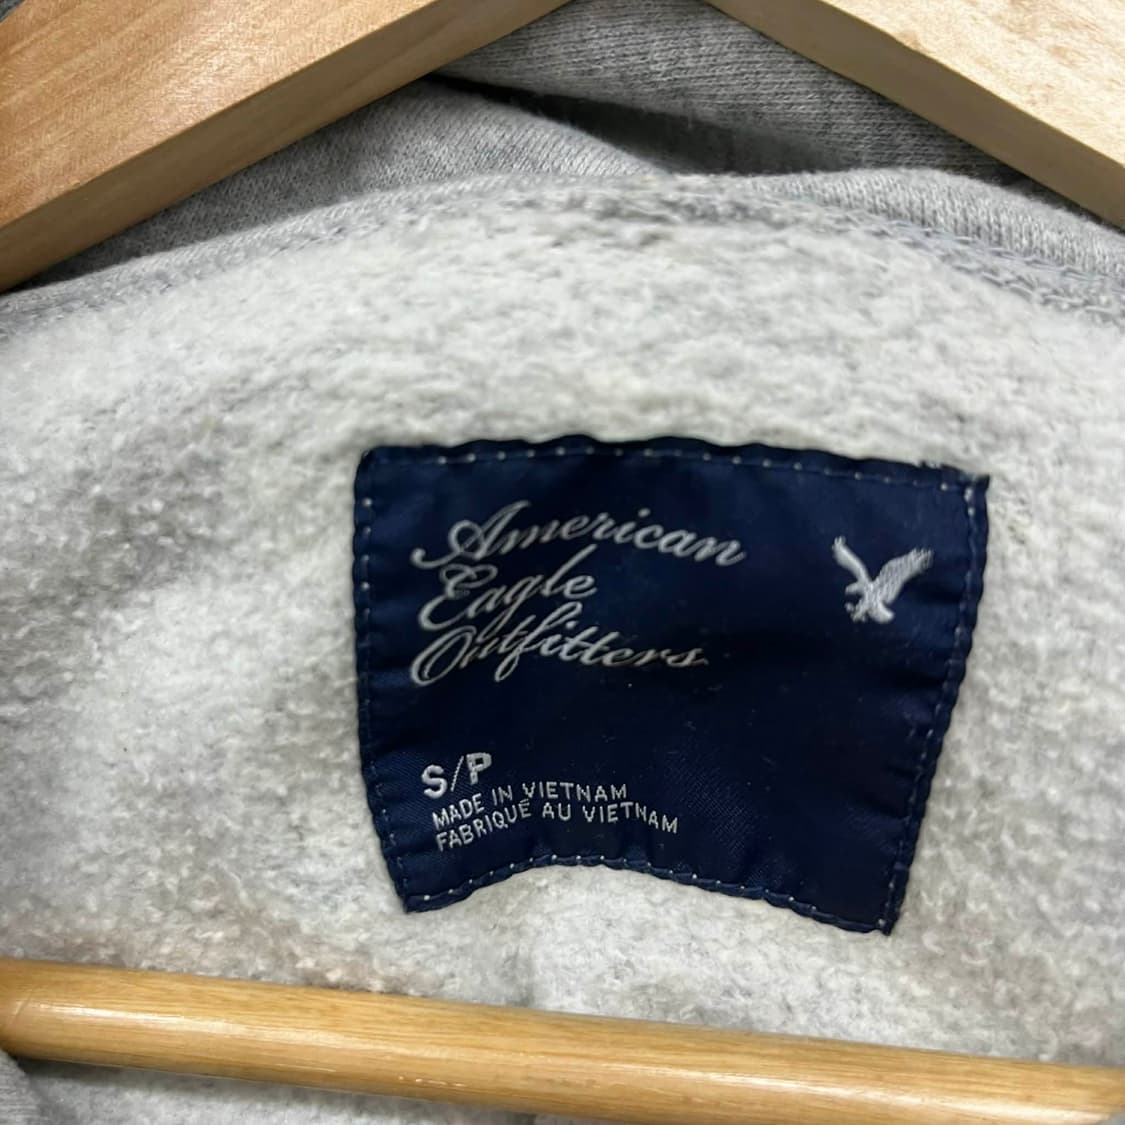 American
Eagle
Outfitters
S/P
MADE IN VIETNAM
FABRIQUÉ AU VIETNAM